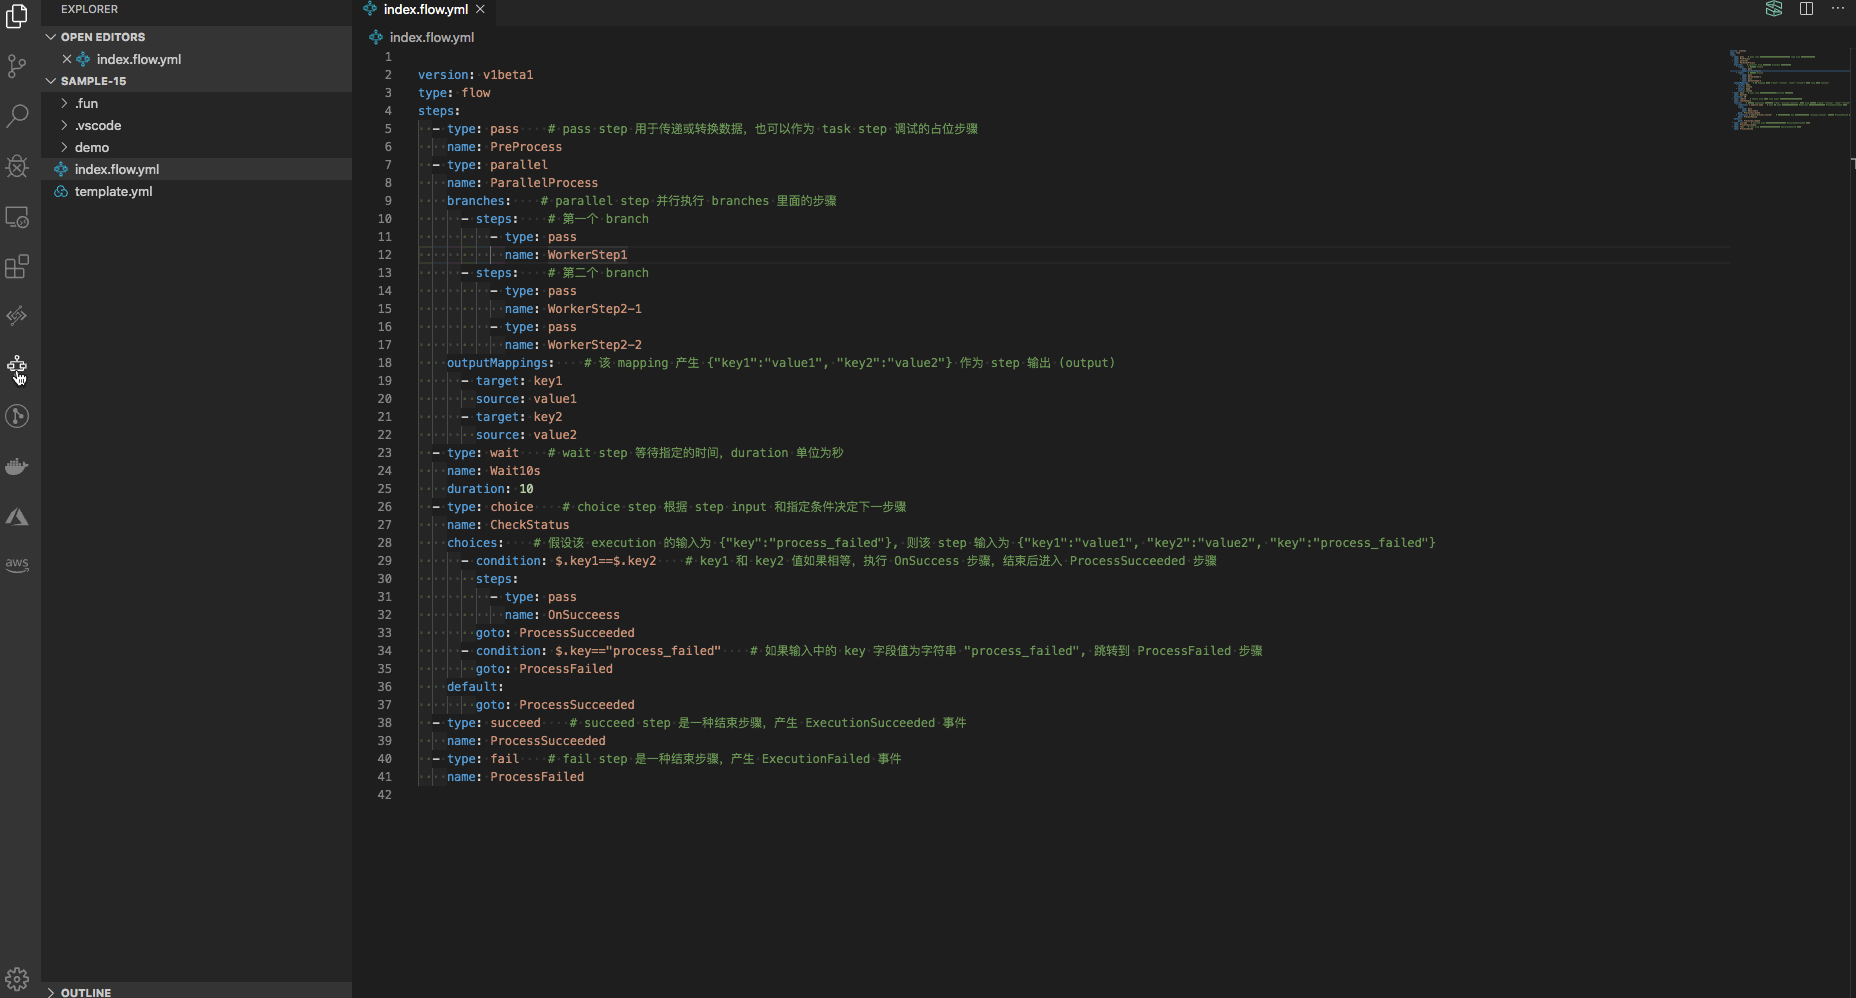 EXPLORER
index.flow.yml
OPEN EDITORS
index.flow.yml
SAMPLE-15
.fun
.vscode
demo
index.flow.yml
template.yml
aws
OUTLINE
index.flow.yml
1
2 version: v1beta1
3 type: flow
4 steps:
5 - type: pass # pass step 用于传递或转换数据，也可以作为 task step 调试的占位步骤
6 name: PreProcess
7 - type: parallel
8 name: ParallelProcess
9 branches: # parallel step 并行执行 branches 里面的步骤
10 - steps: # 第一个 branch
11 - type: pass
12 name: WorkerStep1
13 - steps: # 第二个 branch
14 - type: pass
15 name: WorkerStep2-1
16 - type: pass
17 name: WorkerStep2-2
18 outputMappings: # 该 mapping 产生 {"key1":"value1", "key2":"value2"} 作为 step 输出 (output)
19 - target: key1
20 source: value1
21 - target: key2
22 source: value2
23 - type: wait # wait step 等待指定的时间，duration 单位为秒
24 name: Wait10s
25 duration: 10
26 - type: choice # choice step 根据 step input 和指定条件决定下一步骤
27 name: CheckStatus
28 choices: # 假设该 execution 的输入为 {"key":"process_failed"}, 则该 step 输入为 {"key1":"value1", "key2":"value2", "key":"process_failed"}
29 - condition: $.key1==$.key2 # key1 和 key2 值如果相等，执行 OnSuccess 步骤，结束后进入 ProcessSucceeded 步骤
30 steps:
31 - type: pass
32 name: OnSucceess
33 goto: ProcessSucceeded
34 - condition: $.key=="process_failed" # 如果输入中的 key 字段值为字符串 "process_failed", 跳转到 ProcessFailed 步骤
35 goto: ProcessFailed
36 default:
37 goto: ProcessSucceeded
38 - type: succeed # succeed step 是一种结束步骤，产生 ExecutionSucceeded 事件
39 name: ProcessSucceeded
40 - type: fail # fail step 是一种结束步骤，产生 ExecutionFailed 事件
41 name: ProcessFailed
42